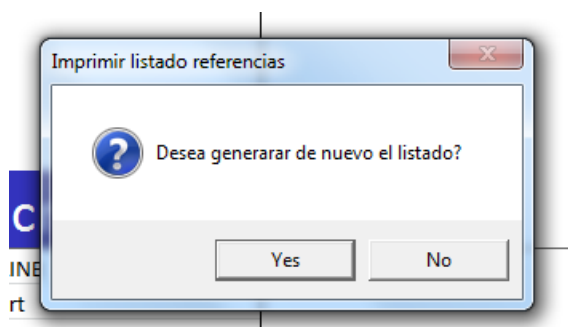 Imprimir listado referencias
Desea generarar de nuevo el listado?
Yes No
C
INE
rt